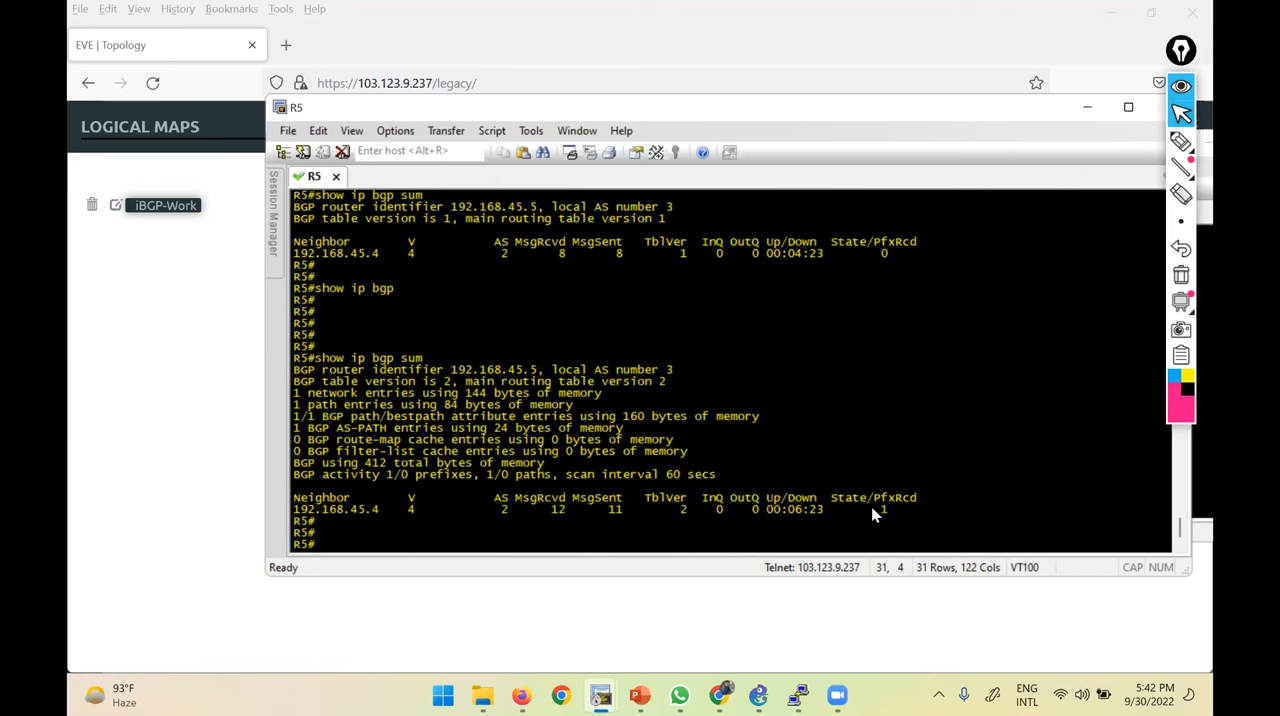 File Edit View History Bookmarks Tools Help
EVE | Topology
https://103.123.9.237/legacy/
LOGICAL MAPS
iBGP-Work
R5
File Edit View Options Transfer Script Tools Window Help
Enter host <Alt+R>
Session Manager
R5
R5#show ip bgp sum
BGP router identifier 192.168.45.5, local AS number 3
BGP table version is 1, main routing table version 1
Neighbor V AS MsgRcvd MsgSent TblVer InQ OutQ Up/Down State/PfxRcd
192.168.45.4 4 2 8 8 1 0 0 00:04:23 0
R5#
R5#
R5#show ip bgp
R5#
R5#
R5#
R5#
R5#
R5#show ip bgp sum
BGP router identifier 192.168.45.5, local AS number 3
BGP table version is 2, main routing table version 2
1 network entries using 144 bytes of memory
1 path entries using 84 bytes of memory
1/1 BGP path/bestpath attribute entries using 160 bytes of memory
1 BGP AS-PATH entries using 24 bytes of memory
0 BGP route-map cache entries using 0 bytes of memory
0 BGP filter-list cache entries using 0 bytes of memory
BGP using 412 total bytes of memory
BGP activity 1/0 prefixes, 1/0 paths, scan interval 60 secs
Neighbor V AS MsgRcvd MsgSent TblVer InQ OutQ Up/Down State/PfxRcd
192.168.45.4 4 2 12 11 2 0 0 00:06:23 1
R5#
R5#
R5#
Ready Telnet: 103.123.9.237 31, 4 31 Rows, 122 Cols VT100 CAP NUM
93°F
Haze
ENG
INTL
5:42 PM
9/30/2022